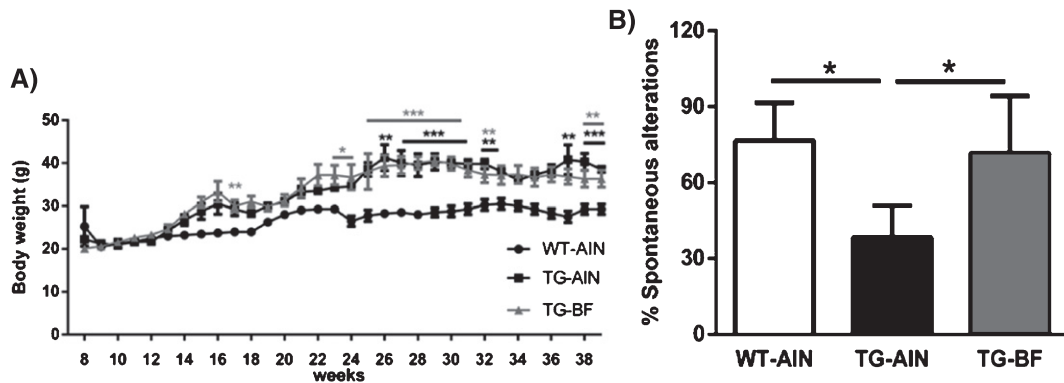 A)
Body weight (g)
50
40
30
20
10
0
** * *** ** *** ** ** ** ** ***
WT-AIN
TG-AIN
TG-BF
8 10 12 14 16 18 20 22 24 26 28 30 32 34 36 38
weeks
B)
% Spontaneous alterations
120
90
60
30
0
* *
WT-AIN TG-AIN TG-BF